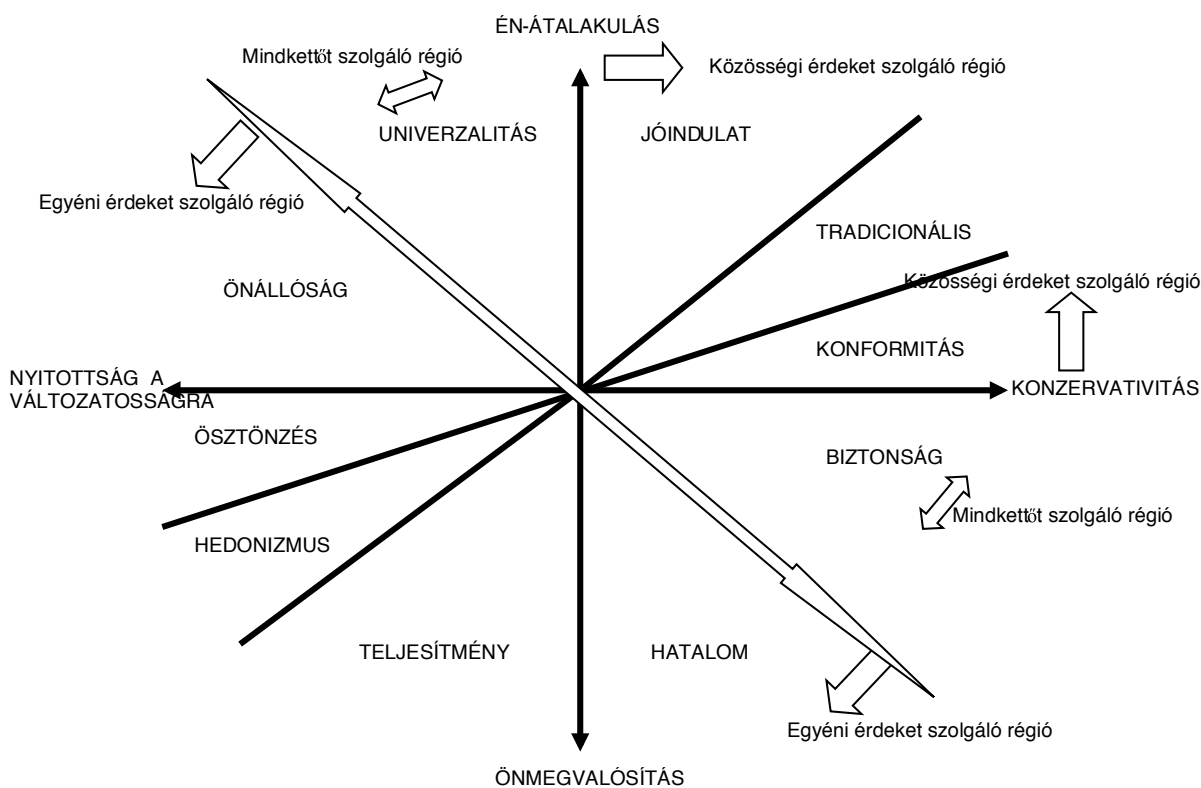 ÉN-ÁTALAKULÁS
Mindkettőt szolgáló régió
Közösségi érdeket szolgáló régió
UNIVERZALITÁS
JÓINDULAT
Egyéni érdeket szolgáló régió
TRADICIONÁLIS
Közösségi érdeket szolgáló régió
ÖNÁLLÓSÁG
KONFORMITÁS
NYITOTTSÁG A
VÁLTOZATOSSÁGRA
KONZERVATIVITÁS
ÖSZTÖNZÉS
BIZTONSÁG
Mindkettőt szolgáló régió
HEDONIZMUS
TELJESÍTMÉNY
HATALOM
Egyéni érdeket szolgáló régió
ÖNMEGVALÓSÍTÁS